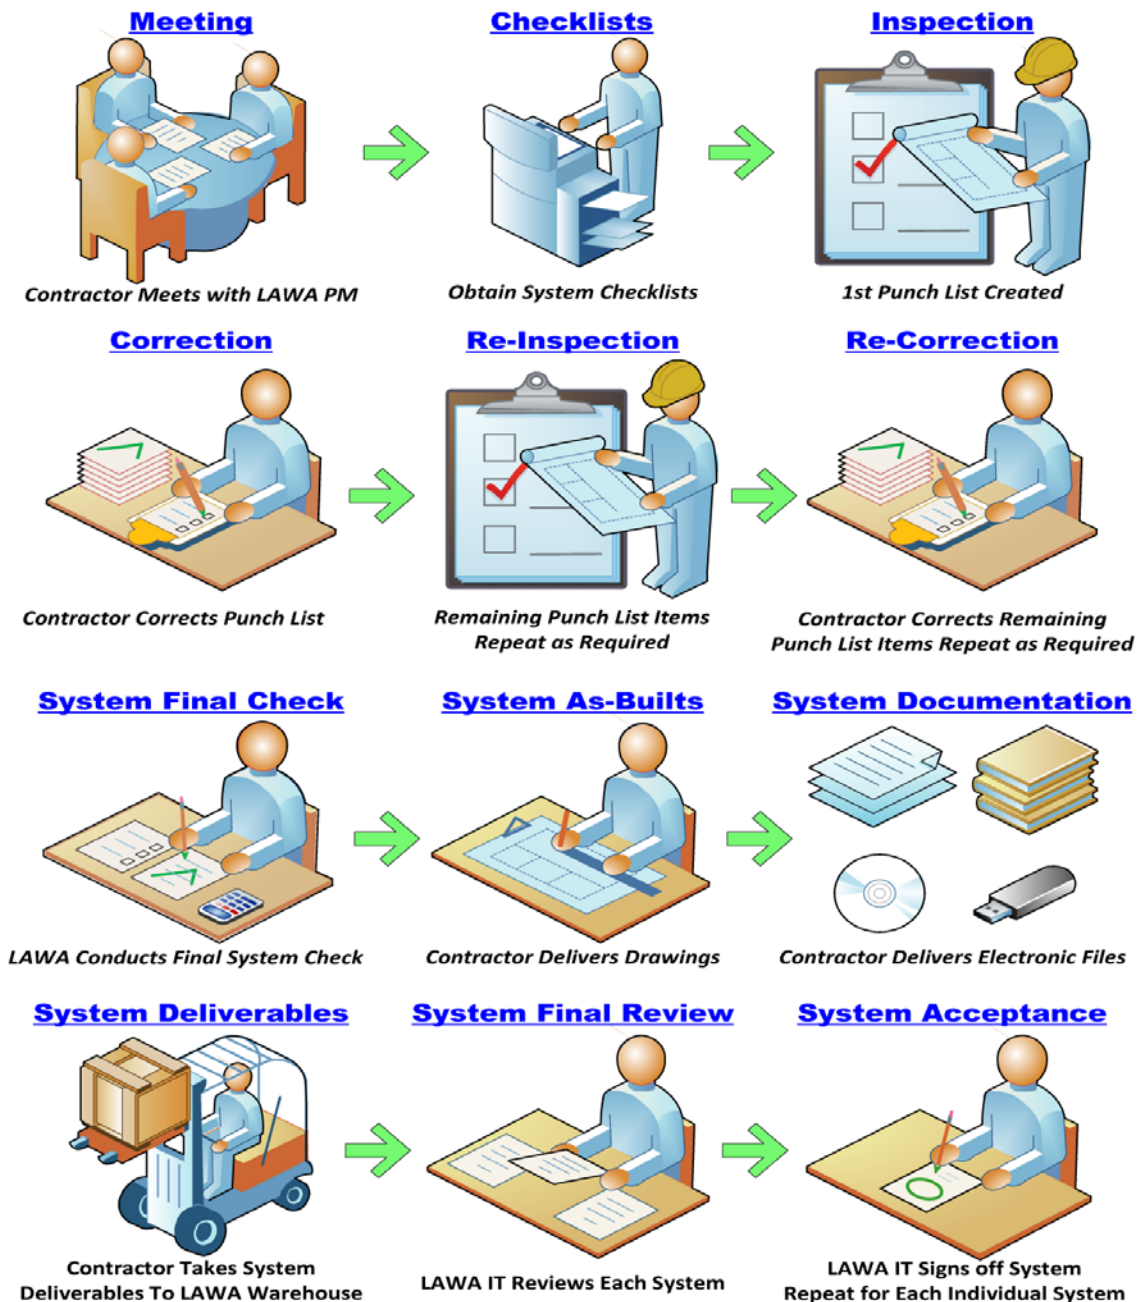 Meeting
Checklists
Inspection
Contractor Meets with LAWA PM
Obtain System Checklists
1st Punch List Created
Correction
Re-Inspection
Re-Correction
Contractor Corrects Punch List
Remaining Punch List Items
Repeat as Required
Contractor Corrects Remaining
Punch List Items Repeat as Required
System Final Check
System As-Builts
System Documentation
LAWA Conducts Final System Check
Contractor Delivers Drawings
Contractor Delivers Electronic Files
System Deliverables
System Final Review
System Acceptance
Contractor Takes System
Deliverables To LAWA Warehouse
LAWA IT Reviews Each System
LAWA IT Signs off System
Repeat for Each Individual System